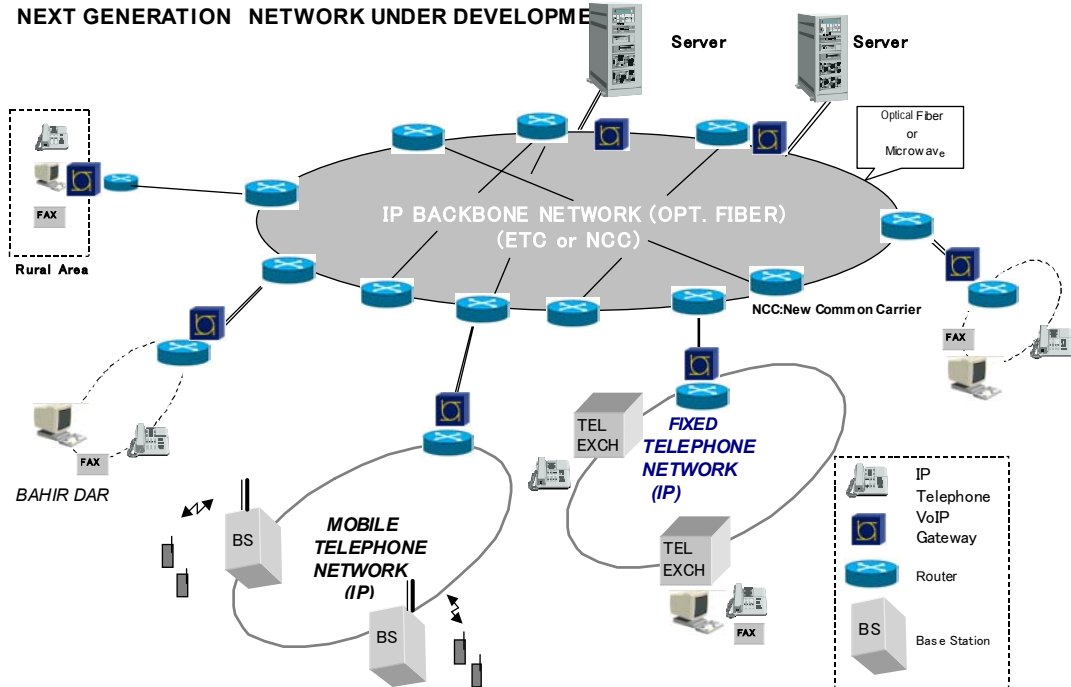 NEXT GENERATION NETWORK UNDER DEVELOPME
Server
Server
Optical Fiber
or
Microwave
FAX
Rural Area
IP BACKBONE NETWORK (OPT. FIBER)
(ETC or NCC)
NCC:New Common Carrier
FAX
FAX
BAHIR DAR
TEL
EXCH
FIXED
TELEPHONE
NETWORK
(IP)
BS
MOBILE
TELEPHONE
NETWORK
(IP)
BS
TEL
EXCH
FAX
IP
Telephone
VoIP
Gateway
Router
BS
Base Station